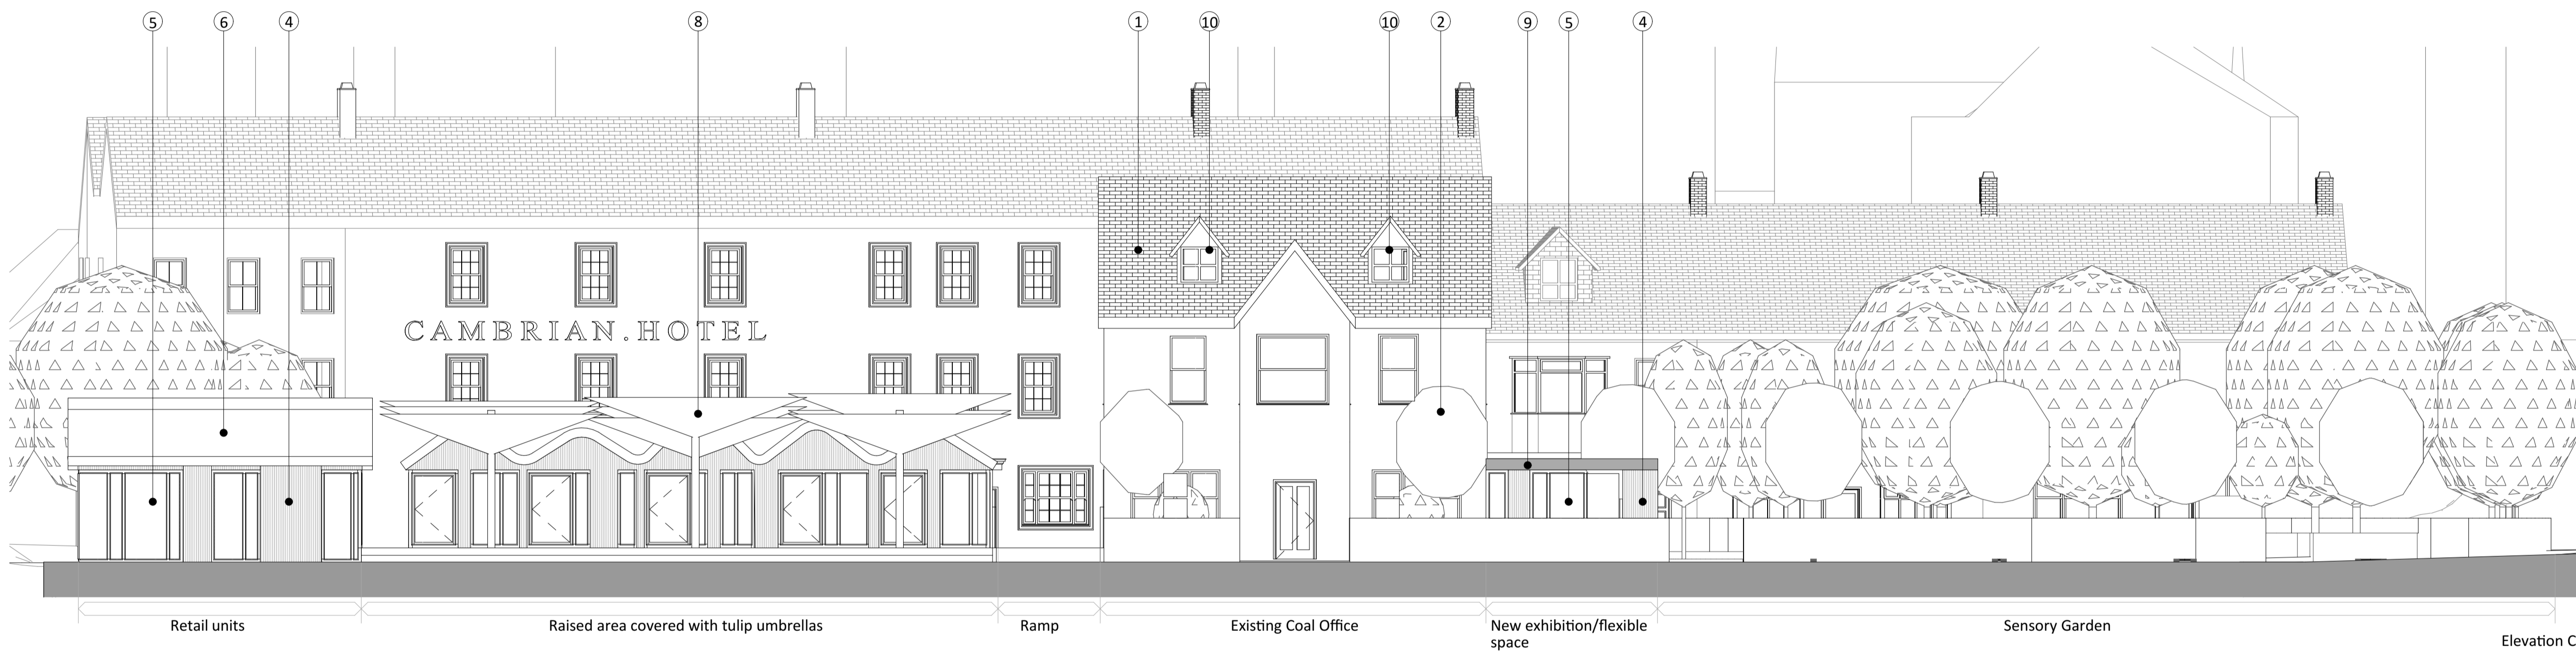 5 6 4 8 1 10 10 2 9 5 4
CAMBRIAN.HOTEL
Retail units
Raised area covered with tulip umbrellas
Ramp
Existing Coal Office
New exhibition/flexible
space
Sensory Garden
Elevation C